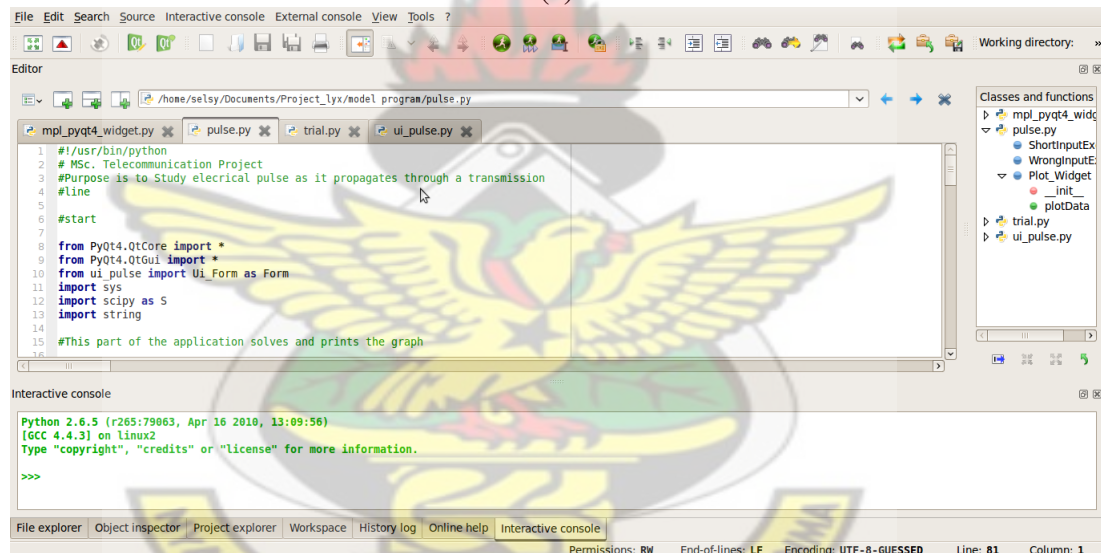 File Edit Search Source Interactive console External console View Tools ?
Working directory: »
Editor
/home/selsy/Documents/Project_lyx/model program/pulse.py
mpl_pyqt4_widget.py pulse.py trial.py ui_pulse.py
1 #!/usr/bin/python
2 # MSc. Telecommunication Project
3 #Purpose is to Study elecrical pulse as it propagates through a transmission
4 #line
5
6 #start
7
8 from PyQt4.QtCore import *
9 from PyQt4.QtGui import *
10 from ui_pulse import Ui_Form as Form
11 import sys
12 import scipy as S
13 import string
14
15 #This part of the application solves and prints the graph
16
Classes and functions
mpl_pyqt4_widg
pulse.py
ShortInputEx
WrongInputE
Plot_Widget
__init__
plotData
trial.py
ui_pulse.py
Interactive console
Python 2.6.5 (r265:79063, Apr 16 2010, 13:09:56)
[GCC 4.4.3] on linux2
Type "copyright", "credits" or "license" for more information.
>>>
File explorer Object inspector Project explorer Workspace History log Online help Interactive console
Permissions: RW End-of-lines: LF Encoding: UTF-8-GUESSED Line: 81 Column: 1